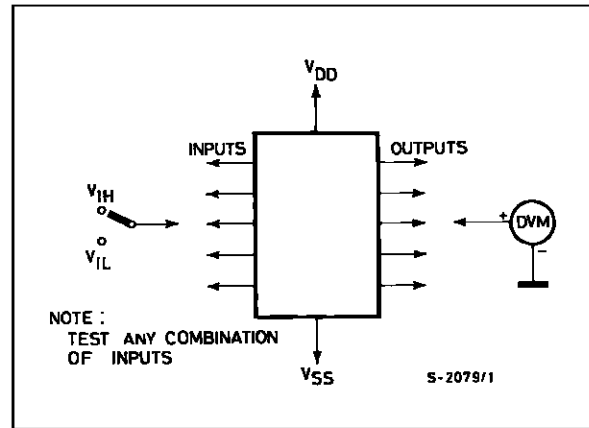 VDD
INPUTS
OUTPUTS
VIH
VIL
+
DVM
−
NOTE :
TEST ANY COMBINATION
OF INPUTS
VSS
S-2079/1